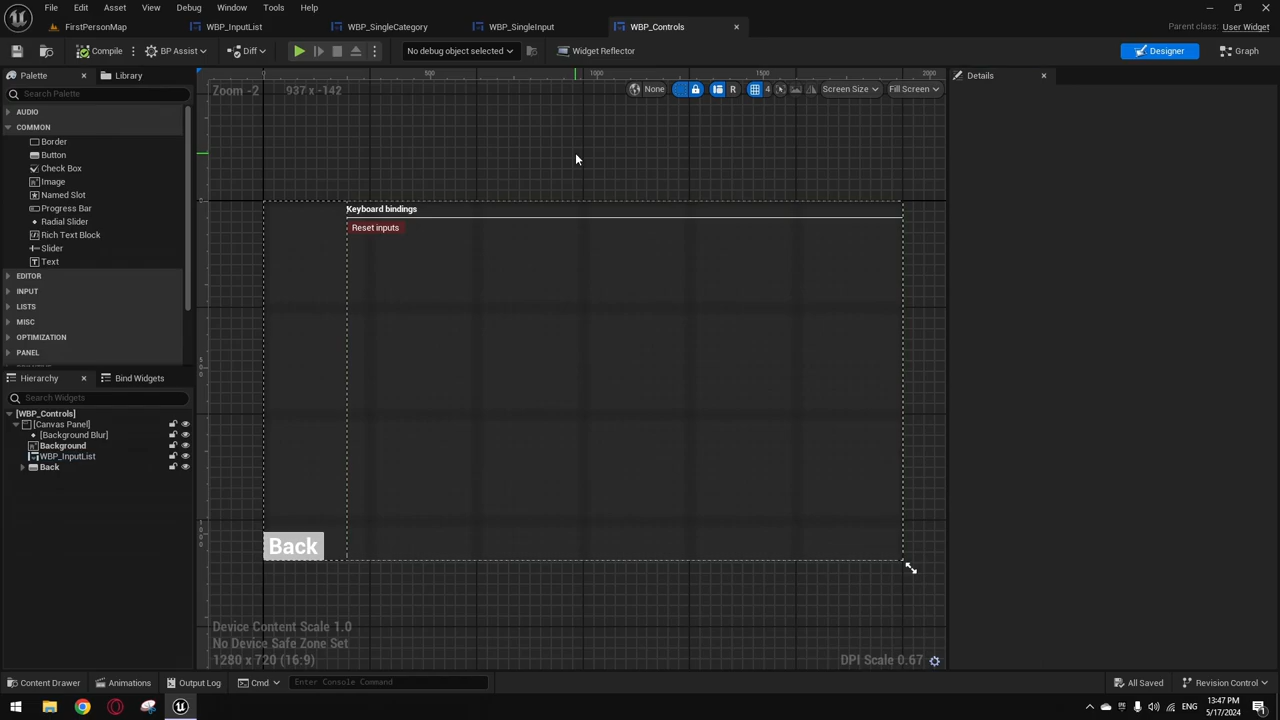 File Edit Asset View Debug Window Tools Help
Parent class: User Widget
FirstPersonMap WBP_InputList WBP_SingleCategory WBP_SingleInput WBP_Controls
Compile BP Assist Diff No debug object selected Widget Reflector Designer Graph
Palette Library
Search Palette
AUDIO
COMMON
Border
Button
Check Box
Image
Named Slot
Progress Bar
Radial Slider
Rich Text Block
Slider
Text
EDITOR
INPUT
LISTS
MISC
OPTIMIZATION
PANEL
Hierarchy Bind Widgets
Search Widgets
[WBP_Controls]
[Canvas Panel]
[Background Blur]
Background
WBP_InputList
Back
0 500 1000 1500 2000
Zoom -2 937 x -142
None R 4 Screen Size Fill Screen
Keyboard bindings
Reset inputs
Back
Device Content Scale 1.0
No Device Safe Zone Set
1280 x 720 (16:9)
DPI Scale 0.67
Details
Content Drawer Animations Output Log Cmd Enter Console Command All Saved Revision Control
ENG
13:47
5/17/2024